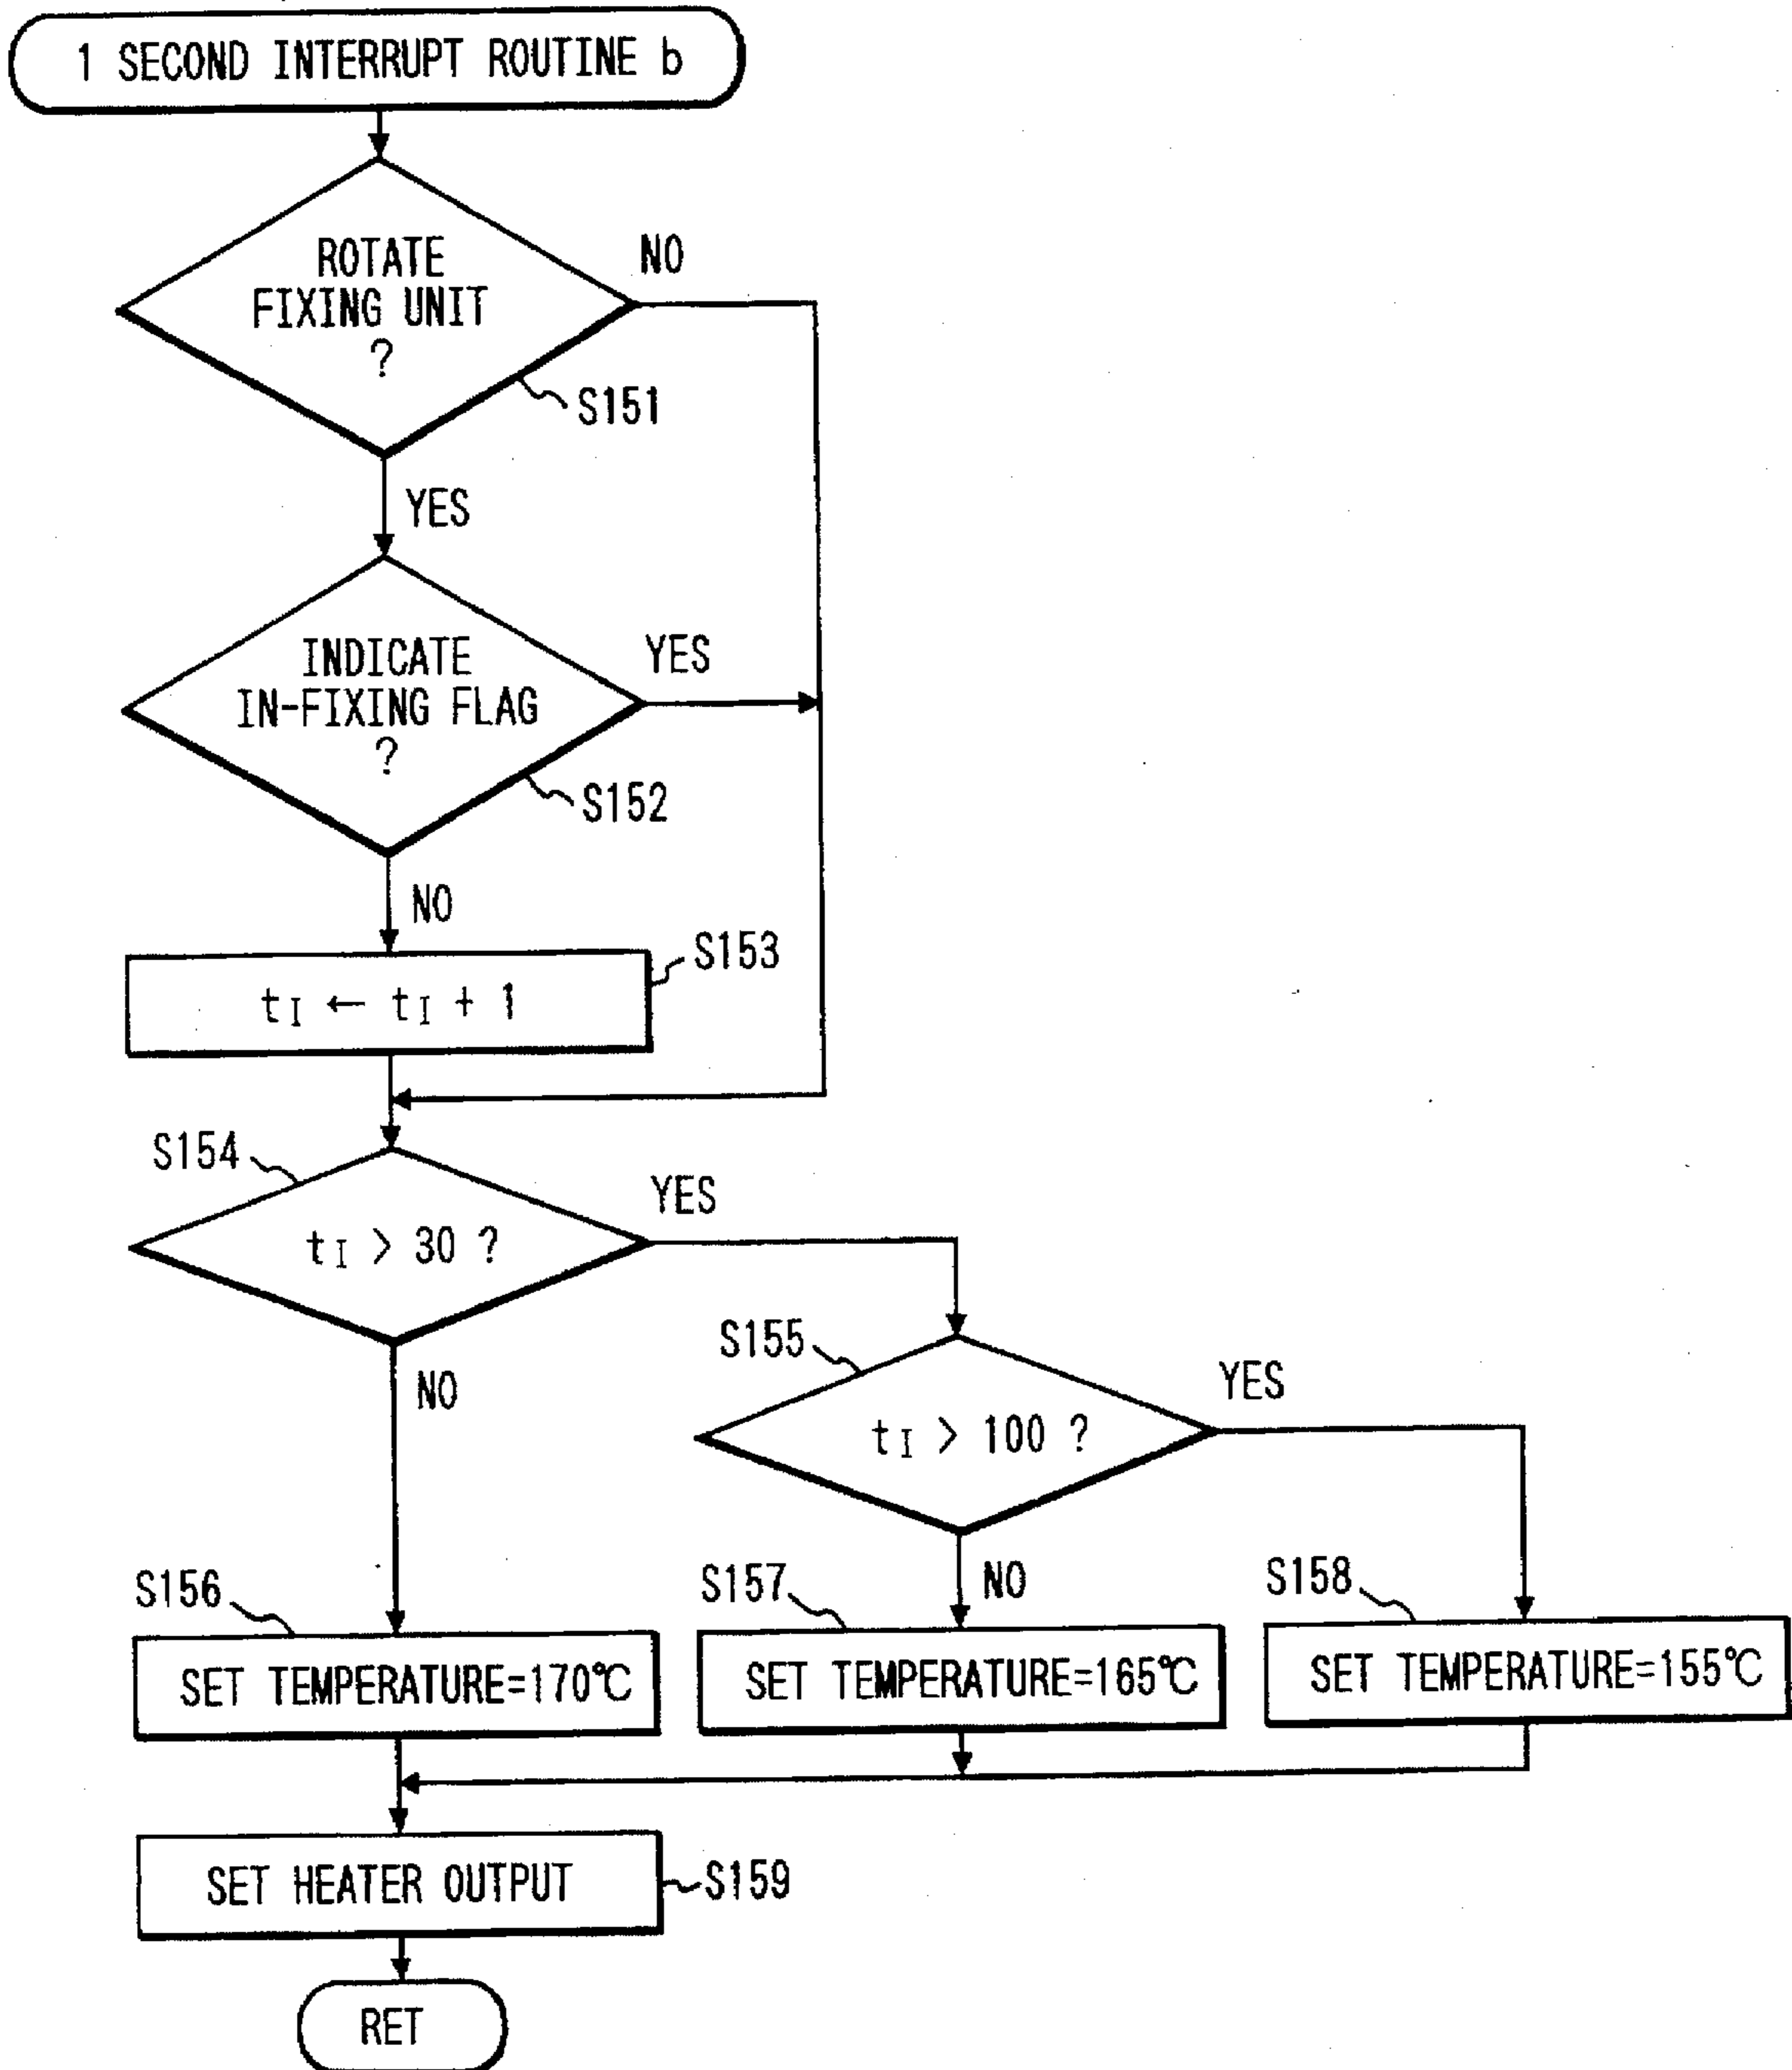 1 SECOND INTERRUPT ROUTINE b
ROTATE
FIXING UNIT
?
NO
S151
YES
INDICATE
IN-FIXING FLAG
?
YES
S152
NO
S153
tI ← tI + 1
S154
tI > 30 ?
YES
NO
S155
tI > 100 ?
YES
NO
S156
SET TEMPERATURE=170℃
S157
SET TEMPERATURE=165℃
S158
SET TEMPERATURE=155℃
SET HEATER OUTPUT
S159
RET